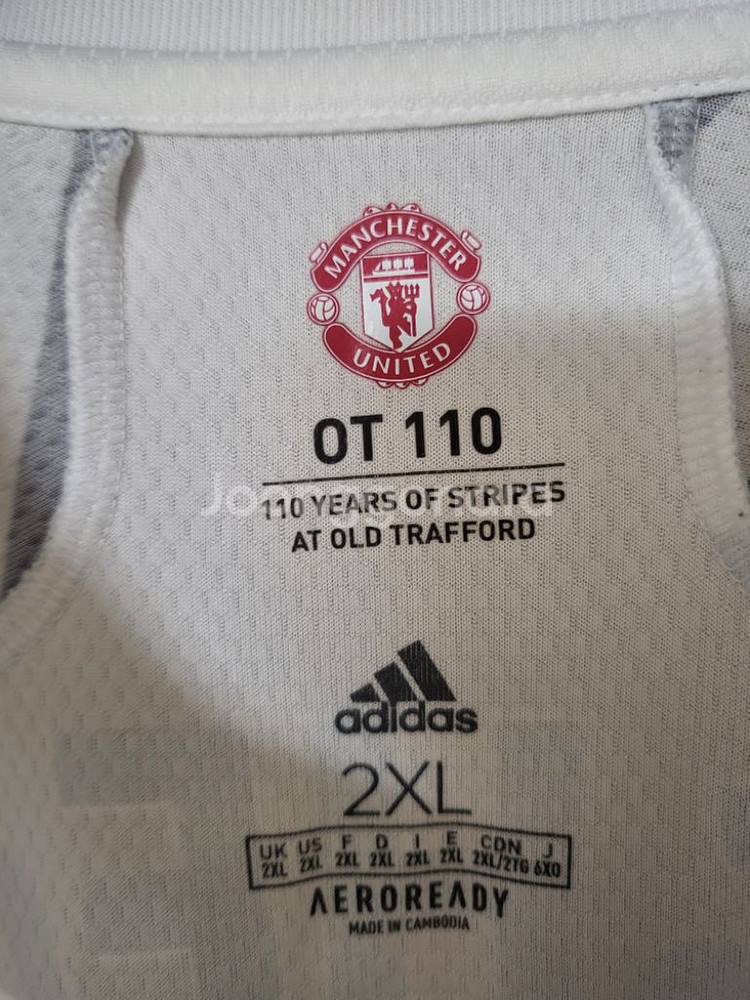 MANCHESTER
UNITED
OT 110
110 YEARS OF STRIPES
AT OLD TRAFFORD
adidas
2XL
UK US F D I E CDN J
2XL 2XL 2XL 2XL 2XL 2XL 2XL/2TG 6XO
AEROREADY
MADE IN CAMBODIA